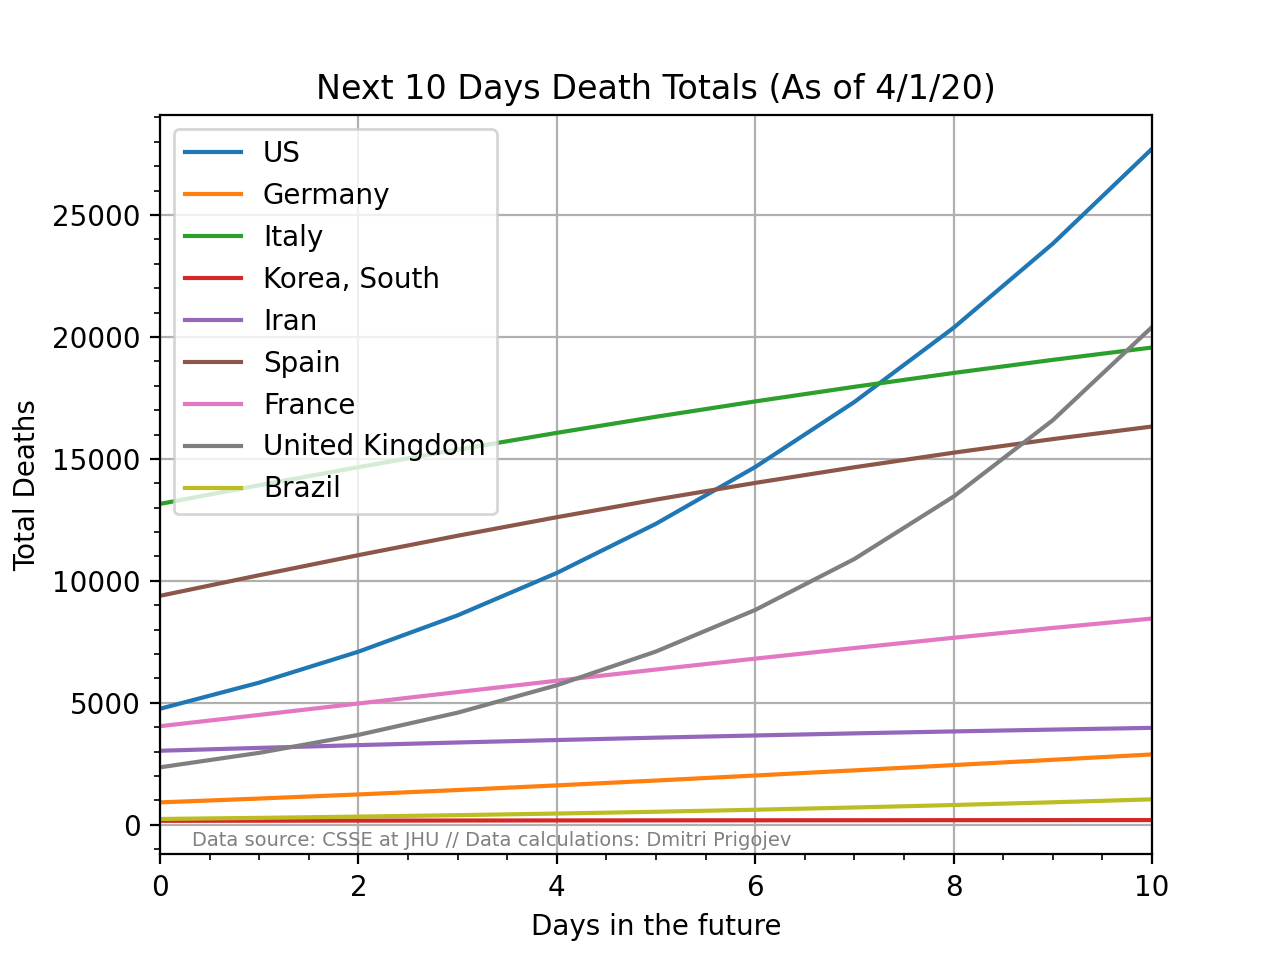 Next 10 Days Death Totals (As of 4/1/20)
US
Germany
Italy
Korea, South
Iran
Spain
France
United Kingdom
Brazil
25000
20000
15000
10000
5000
0
Total Deaths
Data source: CSSE at JHU // Data calculations: Dmitri Prigojev
0 2 4 6 8 10
Days in the future